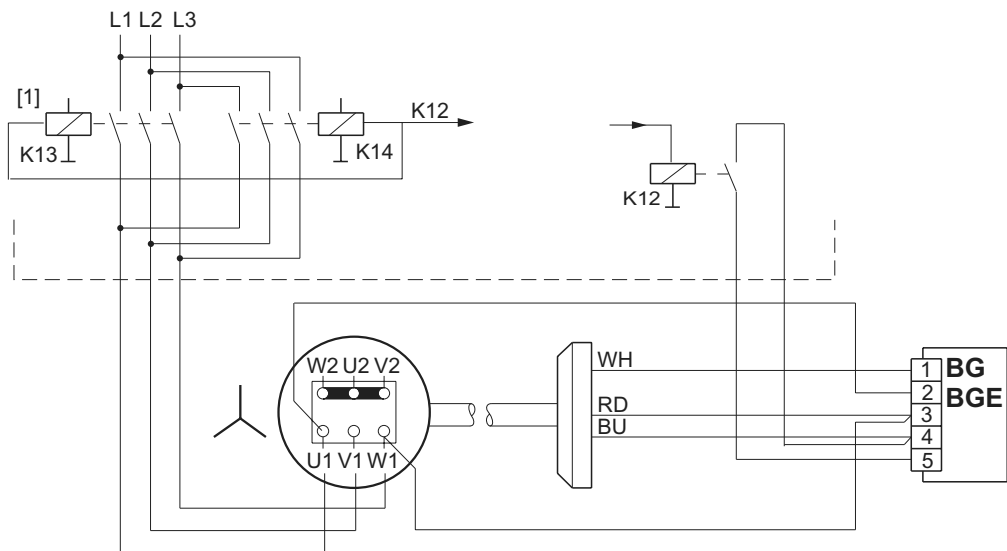 L1 L2 L3
[1]
K13
K14
K12
K12
W2 U2 V2
U1 V1 W1
WH
RD
BU
1
2
3
4
5
BG
BGE